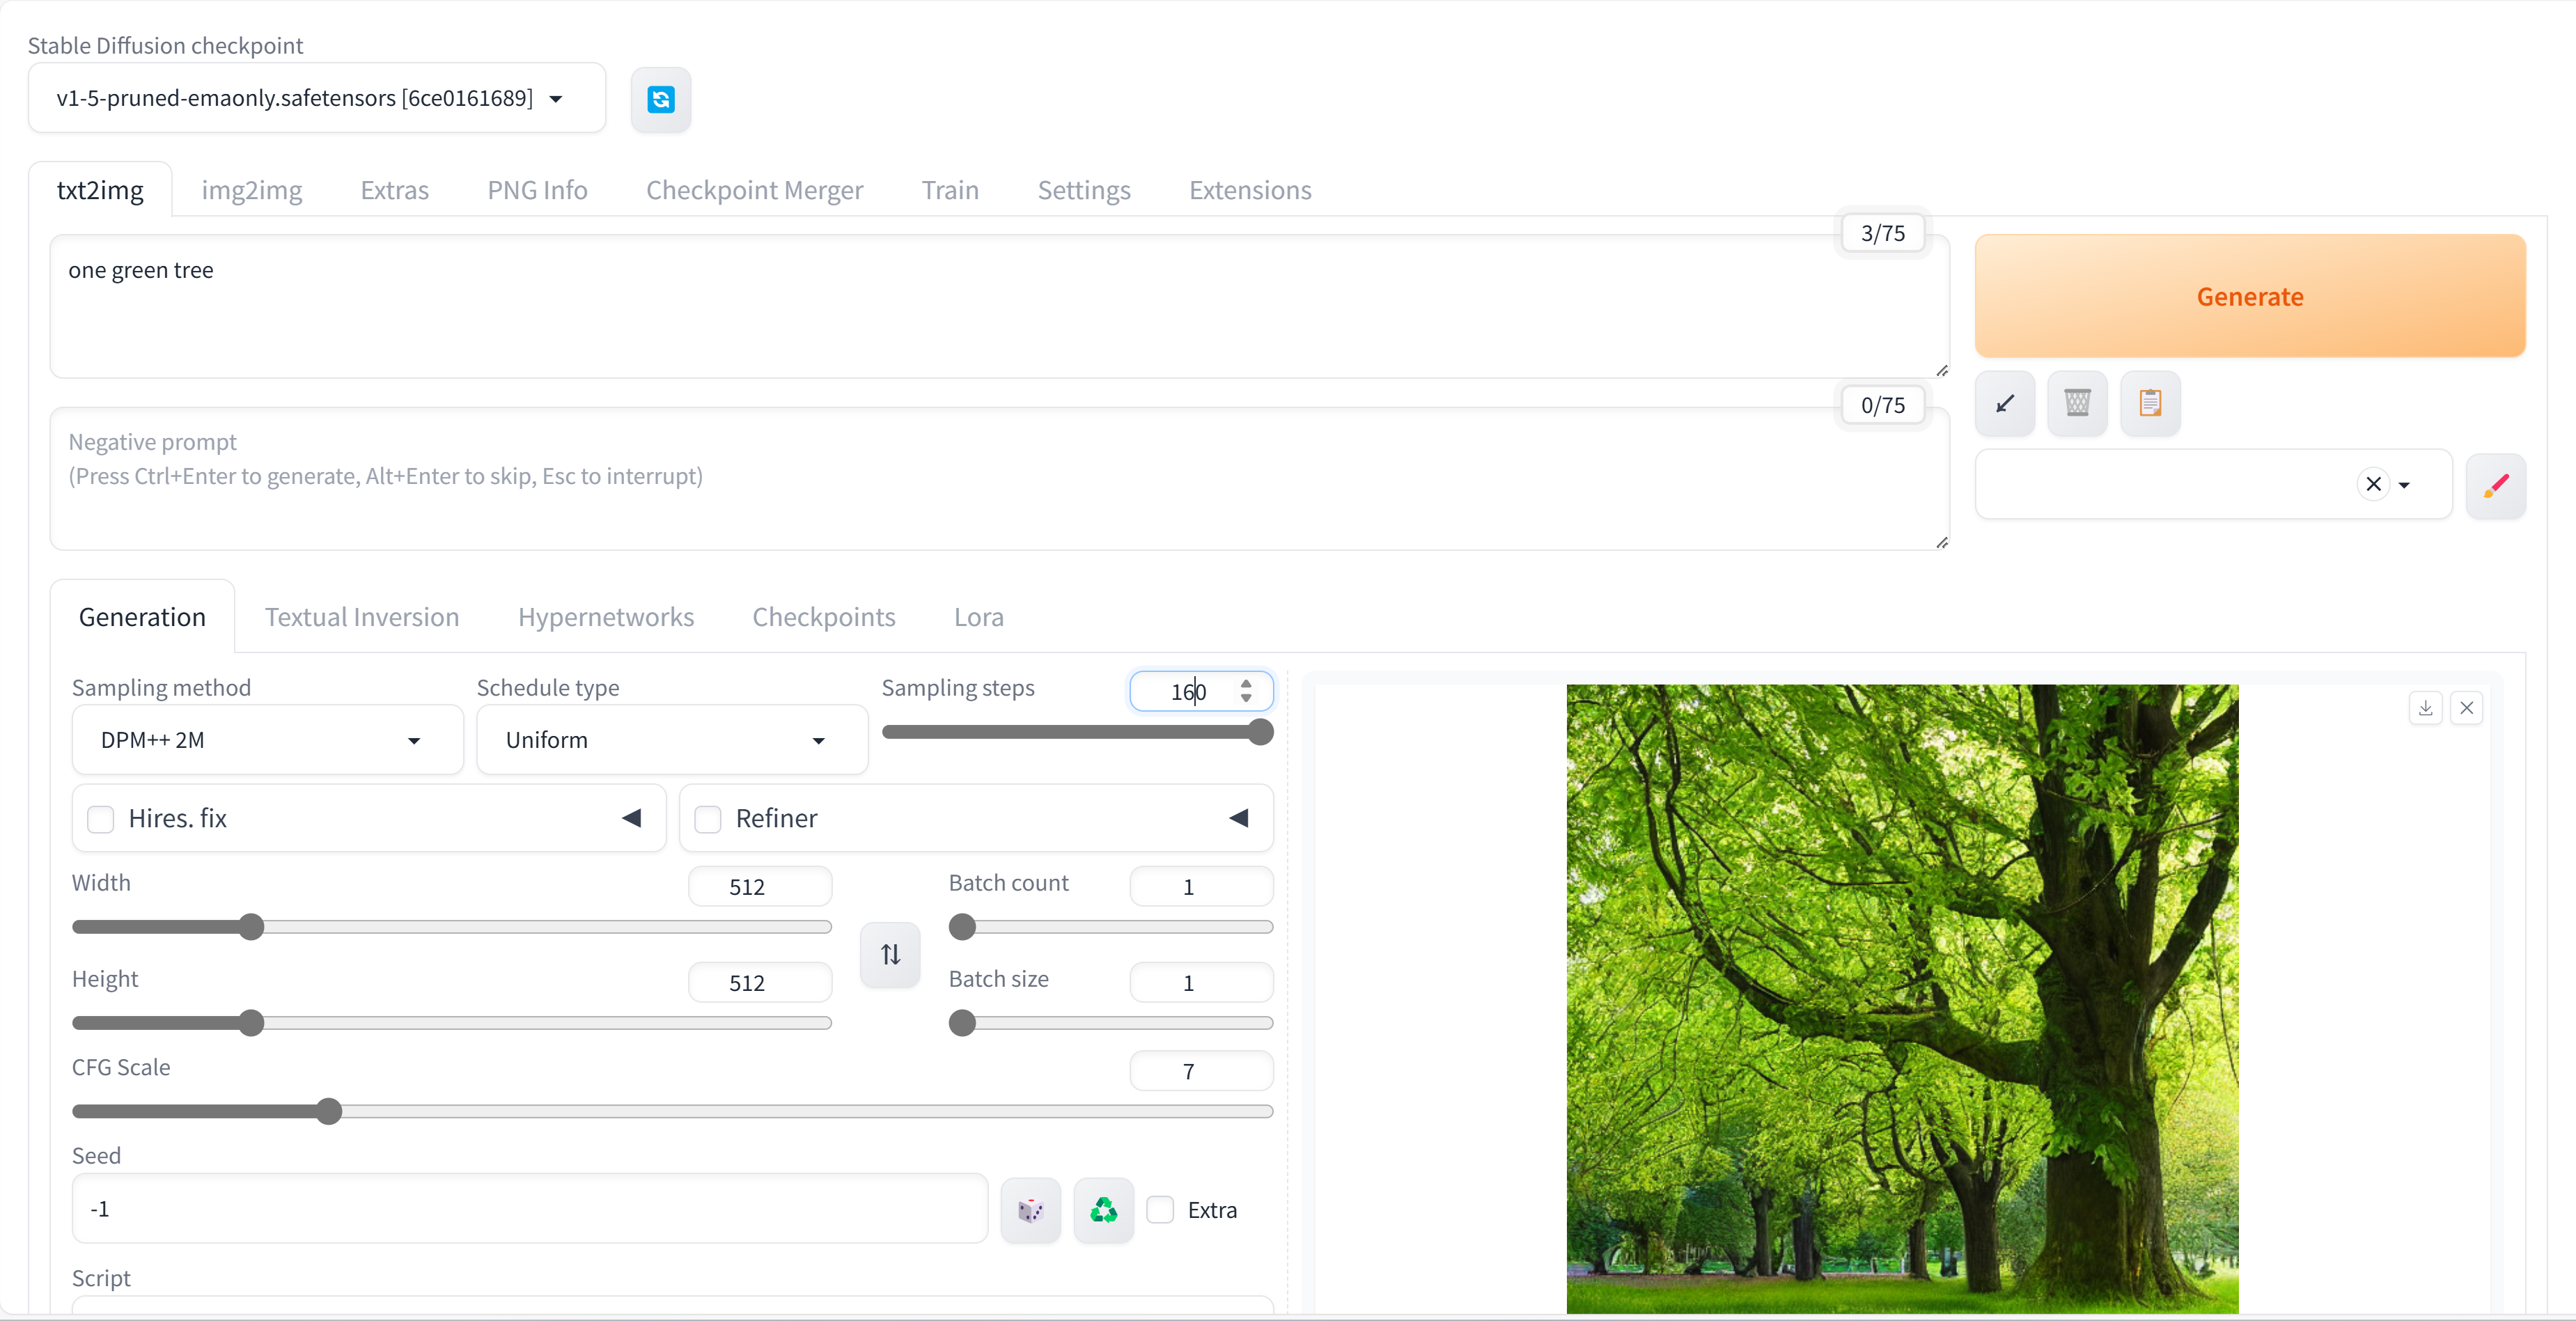 Stable Diffusion checkpoint
v1-5-pruned-emaonly.safetensors [6ce0161689]
txt2img img2img Extras PNG Info Checkpoint Merger Train Settings Extensions
3/75
one green tree
Generate
0/75
Negative prompt
(Press Ctrl+Enter to generate, Alt+Enter to skip, Esc to interrupt)
Generation Textual Inversion Hypernetworks Checkpoints Lora
Sampling method Schedule type Sampling steps 160
DPM++ 2M Uniform
Hires. fix Refiner
Width 512 Batch count 1
Height 512 Batch size 1
CFG Scale 7
Seed
-1 Extra
Script